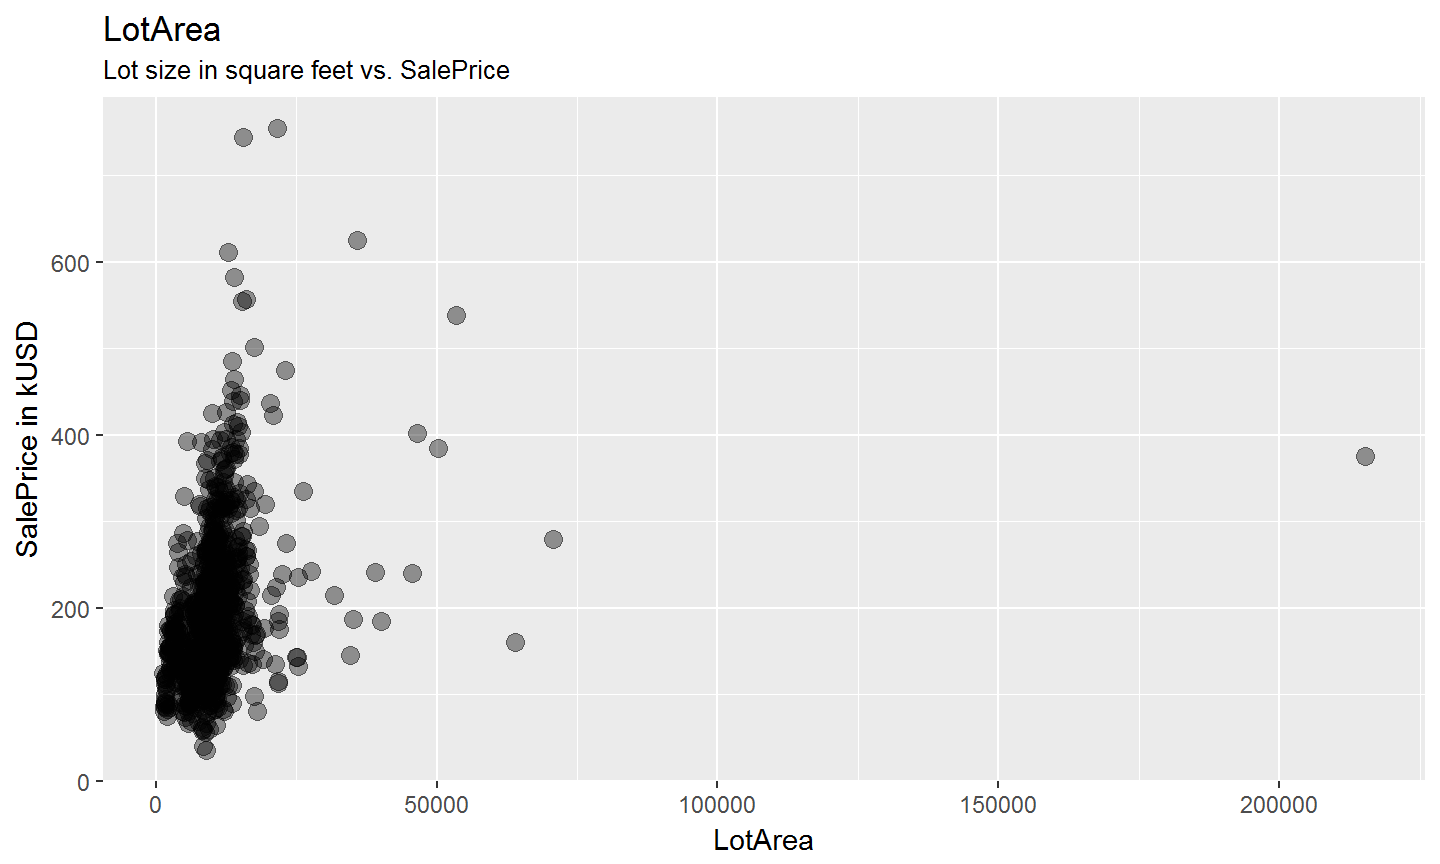 LotArea
Lot size in square feet vs. SalePrice
SalePrice in kUSD
600
400
200
0
0 50000 100000 150000 200000
LotArea